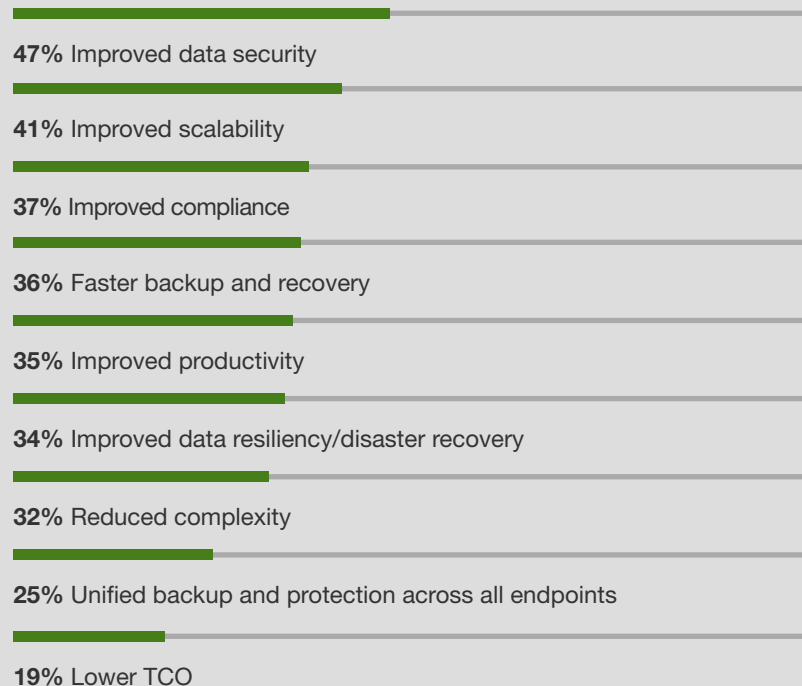 47% Improved data security
41% Improved scalability
37% Improved compliance
36% Faster backup and recovery
35% Improved productivity
34% Improved data resiliency/disaster recovery
32% Reduced complexity
25% Unified backup and protection across all endpoints
19% Lower TCO